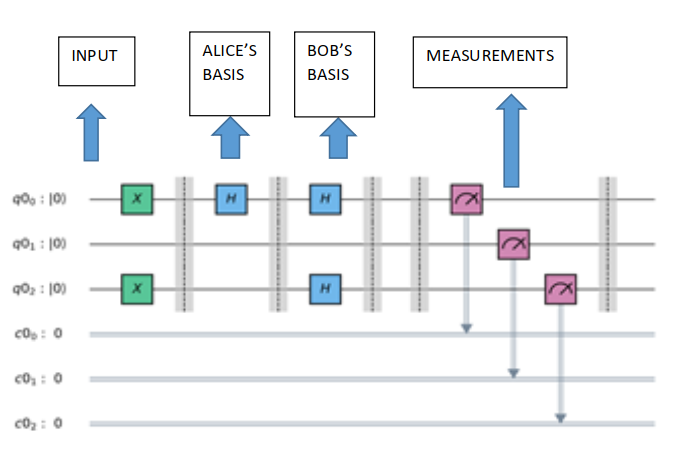 INPUT
ALICE'S
BASIS
BOB'S
BASIS
MEASUREMENTS
q0₀ : |0⟩ X H H
q0₁ : |0⟩
q0₂ : |0⟩ X H
c0₀ : 0
c0₁ : 0
c0₂ : 0